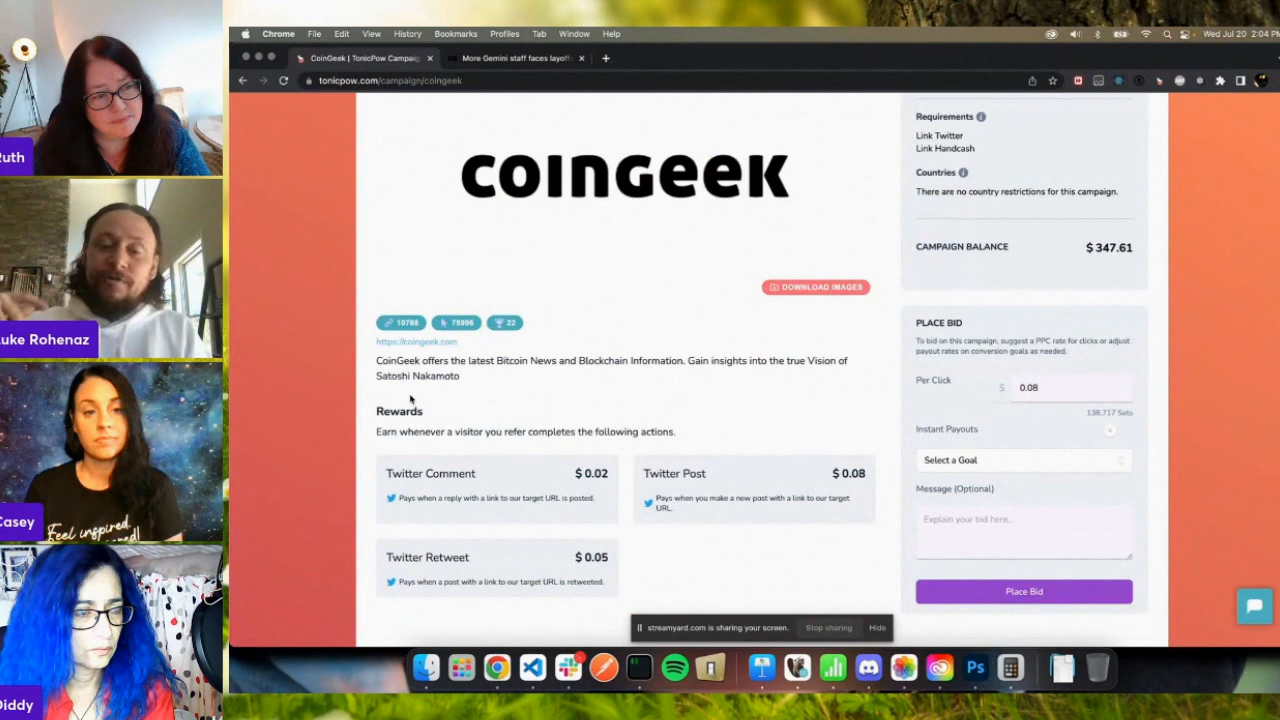 Chrome File Edit View History Bookmarks Profiles Tab Window Help
Wed Jul 20 2:04 PM
CoinGeek | TonicPow Campaig
More Gemini staff faces layoff
tonicpow.com/campaign/coingeek
COINGEEK
DOWNLOAD IMAGES
10768 75996 22
https://coingeek.com
CoinGeek offers the latest Bitcoin News and Blockchain Information. Gain insights into the true Vision of
Satoshi Nakamoto
Rewards
Earn whenever a visitor you refer completes the following actions.
Twitter Comment $ 0.02
Pays when a reply with a link to our target URL is posted.
Twitter Post $ 0.08
Pays when you make a new post with a link to our target
URL.
Twitter Retweet $ 0.05
Pays when a post with a link to our target URL is retweeted.
Requirements
Link Twitter
Link Handcash
Countries
There are no country restrictions for this campaign.
CAMPAIGN BALANCE $ 347.61
PLACE BID
To bid on this campaign, suggest a PPC rate for clicks or adjust
payout rates on conversion goals as needed.
Per Click $ 0.08
138,717 Sats
Instant Payouts
Select a Goal
Message (Optional)
Explain your bid here...
Place Bid
streamyard.com is sharing your screen. Stop sharing Hide
Ps
uth
uke Rohenaz
Feel inspired
Casey
Diddy